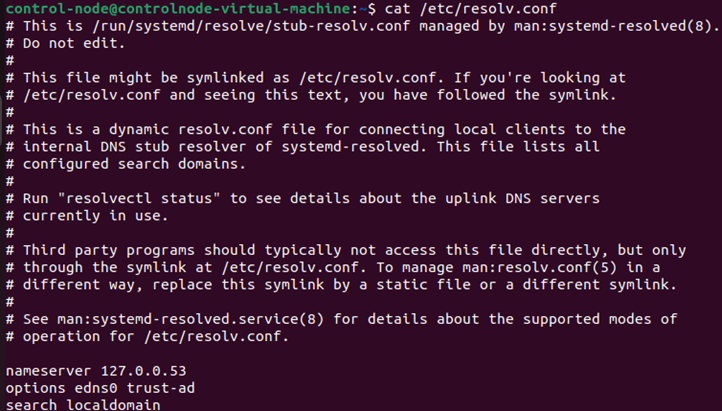 control-node@controlnode-virtual-machine:~$ cat /etc/resolv.conf
# This is /run/systemd/resolve/stub-resolv.conf managed by man:systemd-resolved(8).
# Do not edit.
#
# This file might be symlinked as /etc/resolv.conf. If you're looking at
# /etc/resolv.conf and seeing this text, you have followed the symlink.
#
# This is a dynamic resolv.conf file for connecting local clients to the
# internal DNS stub resolver of systemd-resolved. This file lists all
# configured search domains.
#
# Run "resolvectl status" to see details about the uplink DNS servers
# currently in use.
#
# Third party programs should typically not access this file directly, but only
# through the symlink at /etc/resolv.conf. To manage man:resolv.conf(5) in a
# different way, replace this symlink by a static file or a different symlink.
#
# See man:systemd-resolved.service(8) for details about the supported modes of
# operation for /etc/resolv.conf.

nameserver 127.0.0.53
options edns0 trust-ad
search localdomain